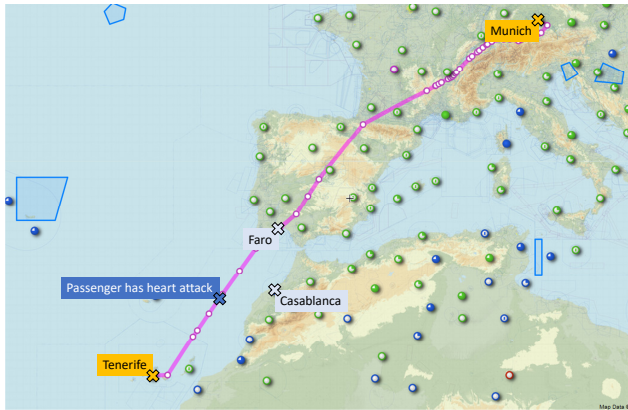 Munich
Faro
Passenger has heart attack
Casablanca
Tenerife
Map Data ©